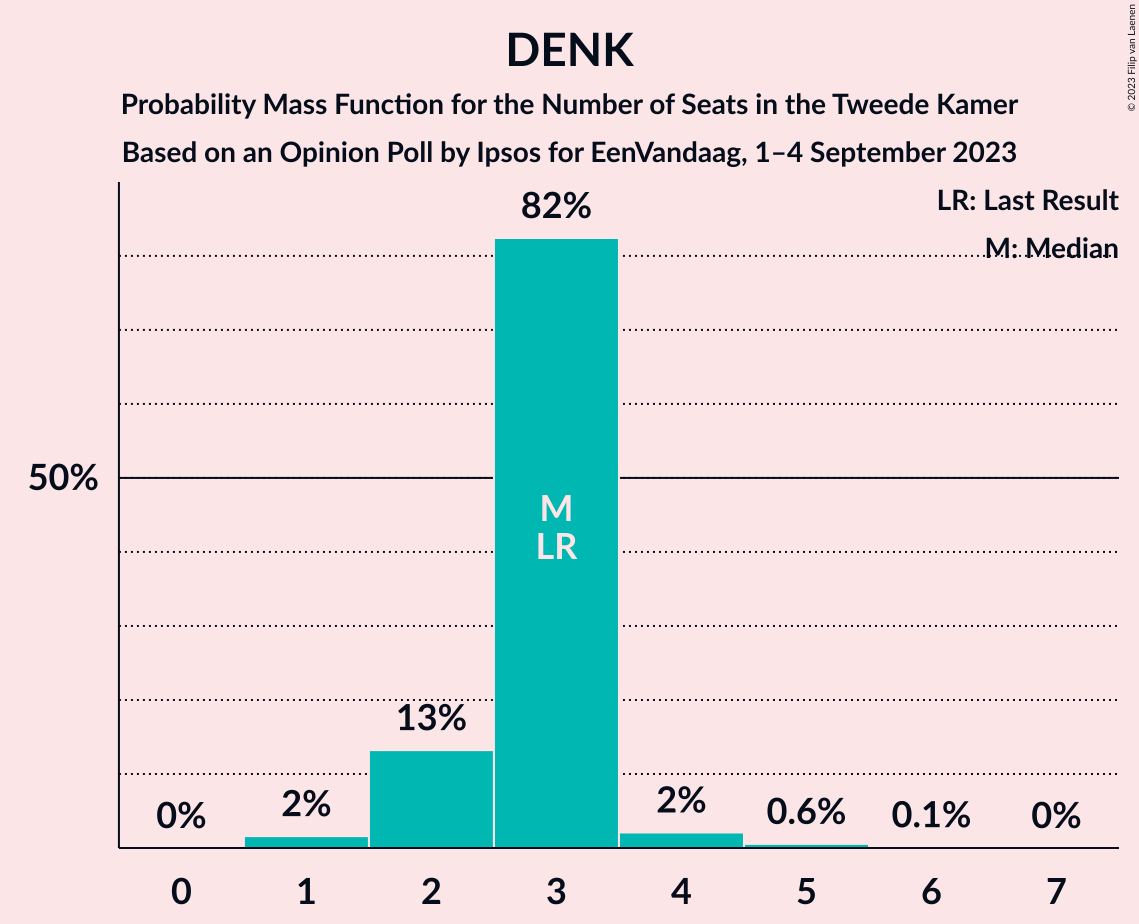 DENK
Probability Mass Function for the Number of Seats in the Tweede Kamer
Based on an Opinion Poll by Ipsos for EenVandaag, 1–4 September 2023
© 2023 Filip van Laenen
LR: Last Result
M: Median
82%
50%
M
LR
13%
0%
2%
2%
0.6%
0.1%
0%
0
1
2
3
4
5
6
7